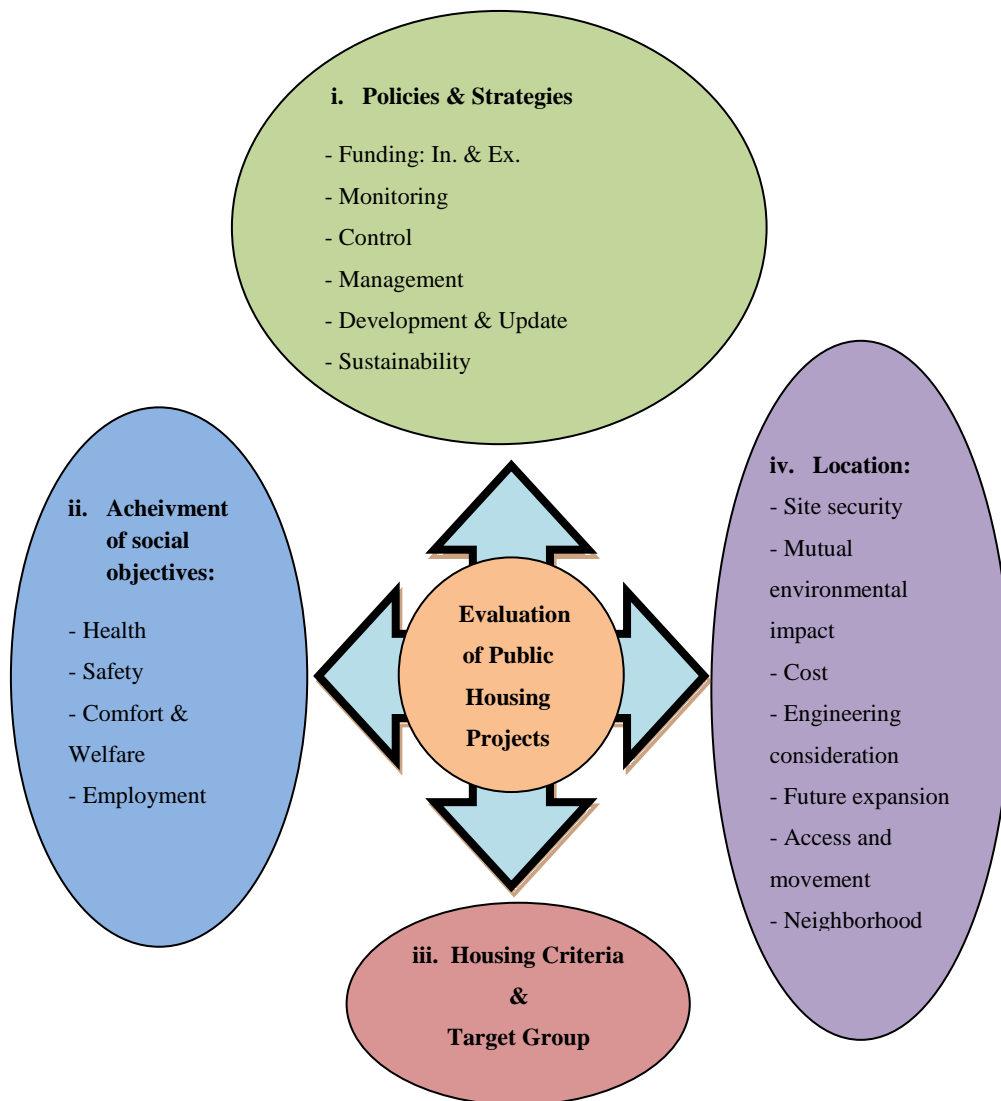 i. Policies & Strategies
- Funding: In. & Ex.
- Monitoring
- Control
- Management
- Development & Update
- Sustainability
ii. Acheivment
of social
objectives:
- Health
- Safety
- Comfort &
Welfare
- Employment
Evaluation
of Public
Housing
Projects
iv. Location:
- Site security
- Mutual
environmental
impact
- Cost
- Engineering
consideration
- Future expansion
- Access and
movement
- Neighborhood
iii. Housing Criteria
&
Target Group